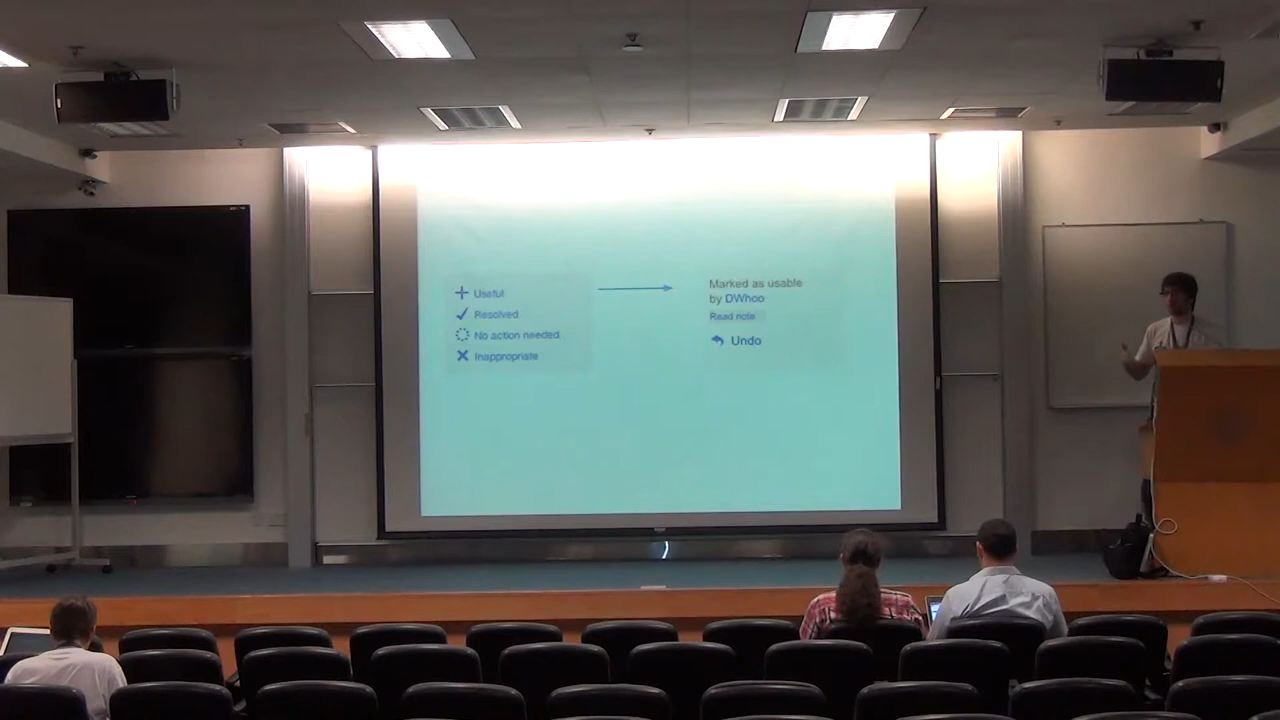 Useful
Resolved
No action needed
Inappropriate
Marked as usable
by DWhoo
Read note
Undo